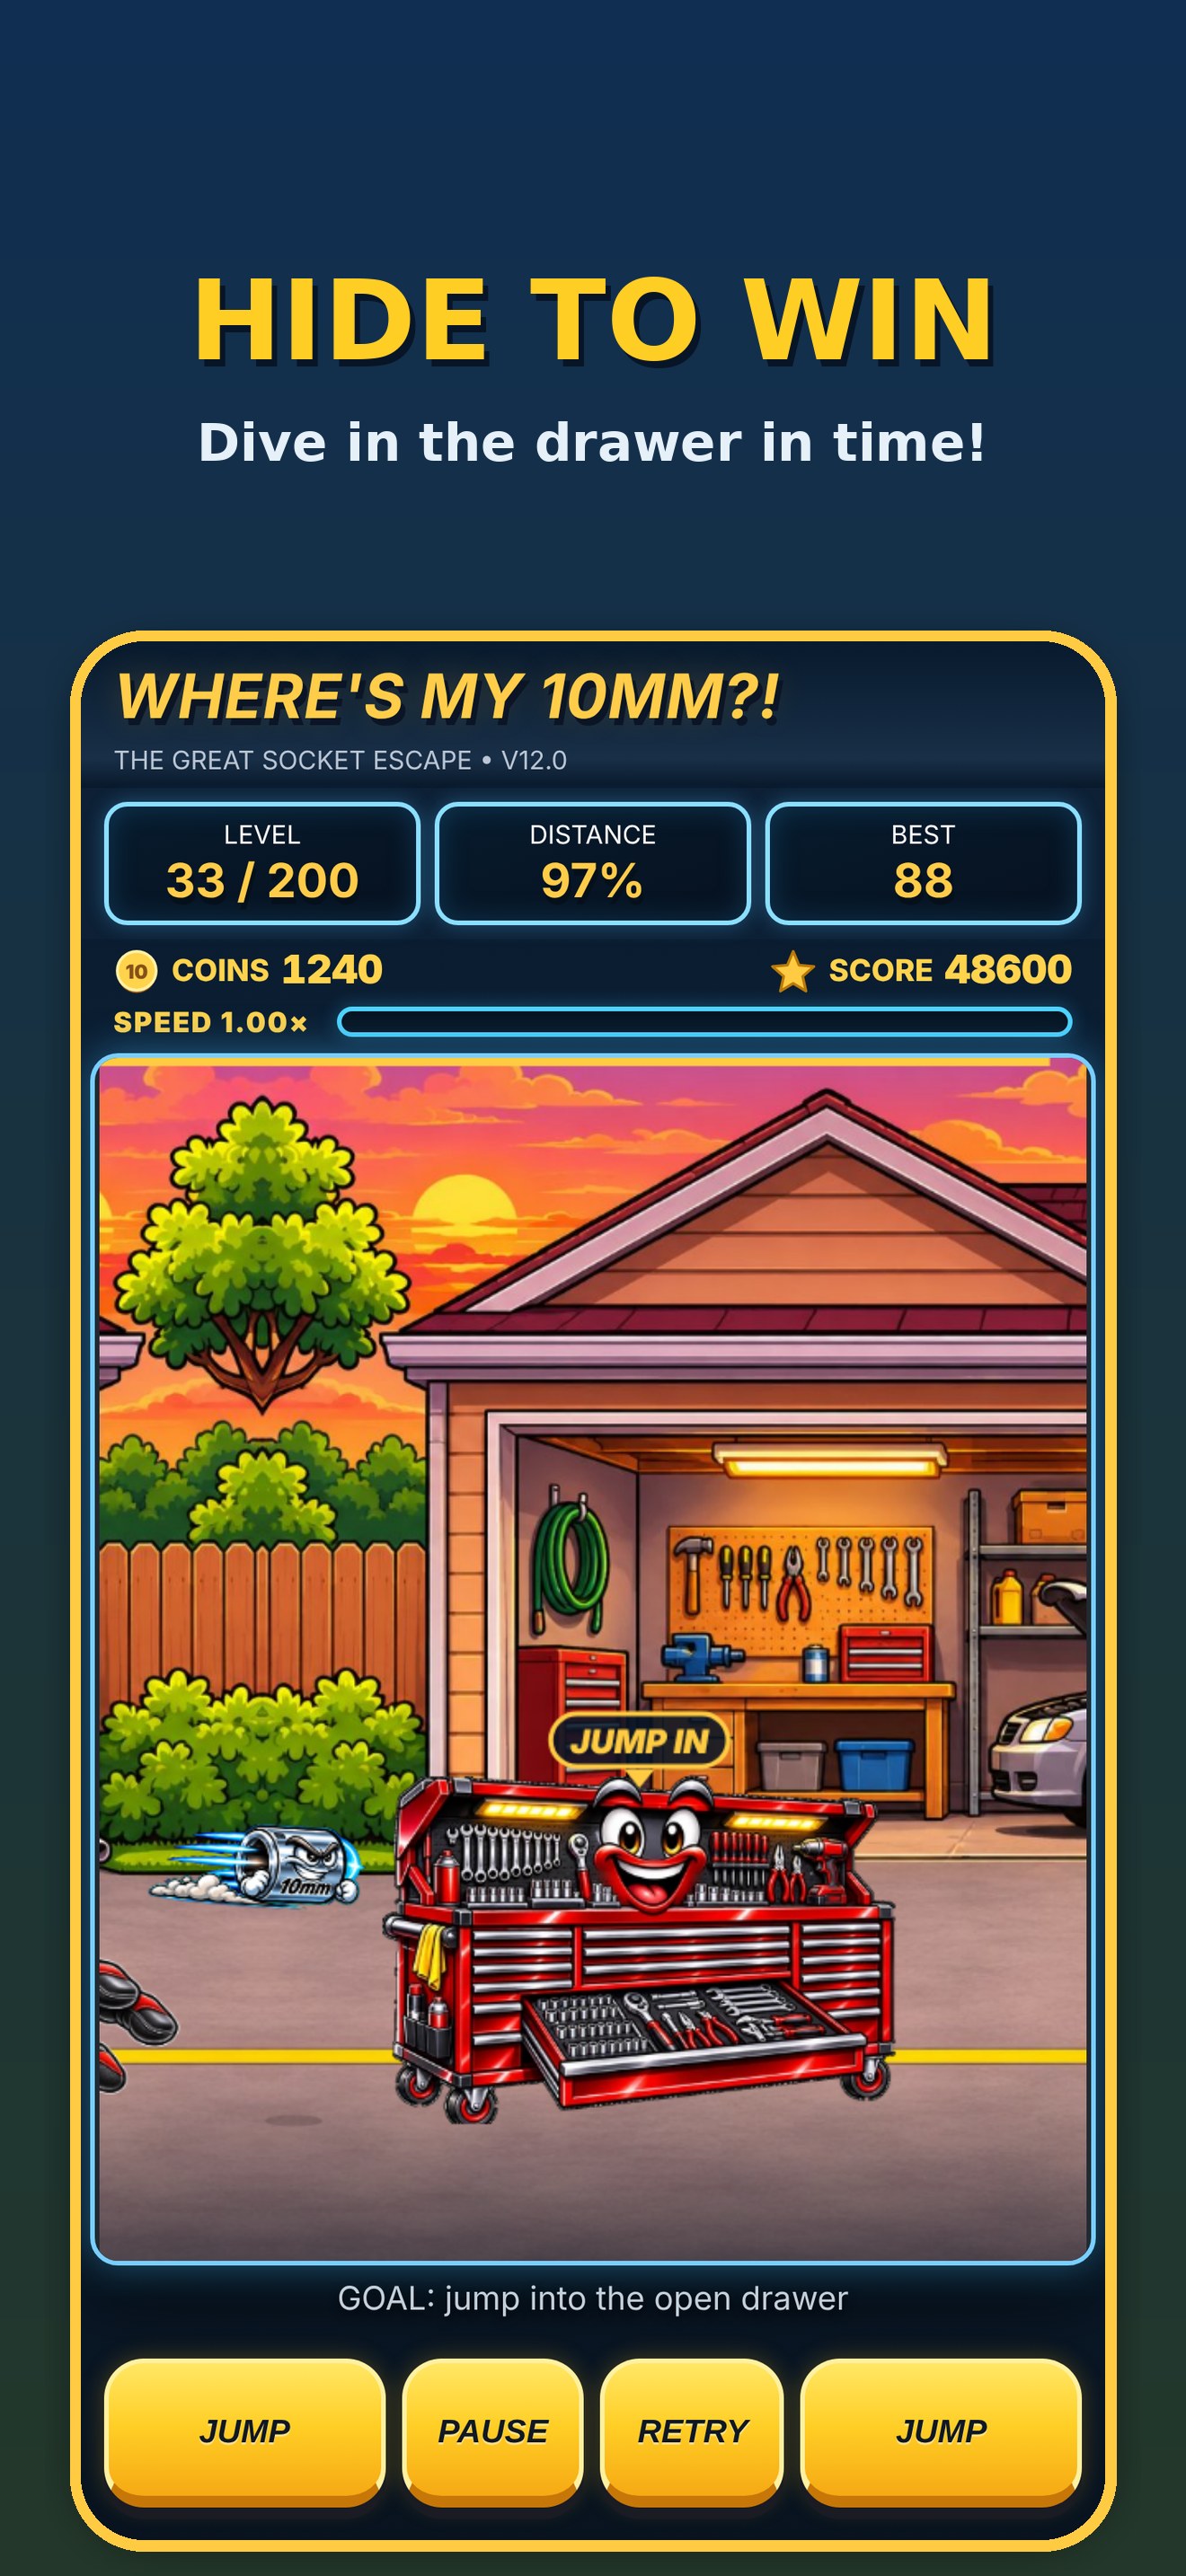 HIDE TO WIN
Dive in the drawer in time!
WHERE'S MY 10MM?!
THE GREAT SOCKET ESCAPE • V12.0
LEVEL
33 / 200
DISTANCE
97%
BEST
88
10 COINS 1240
SCORE 48600
SPEED 1.00×
JUMP IN
10mm
GOAL: jump into the open drawer
JUMP
PAUSE
RETRY
JUMP